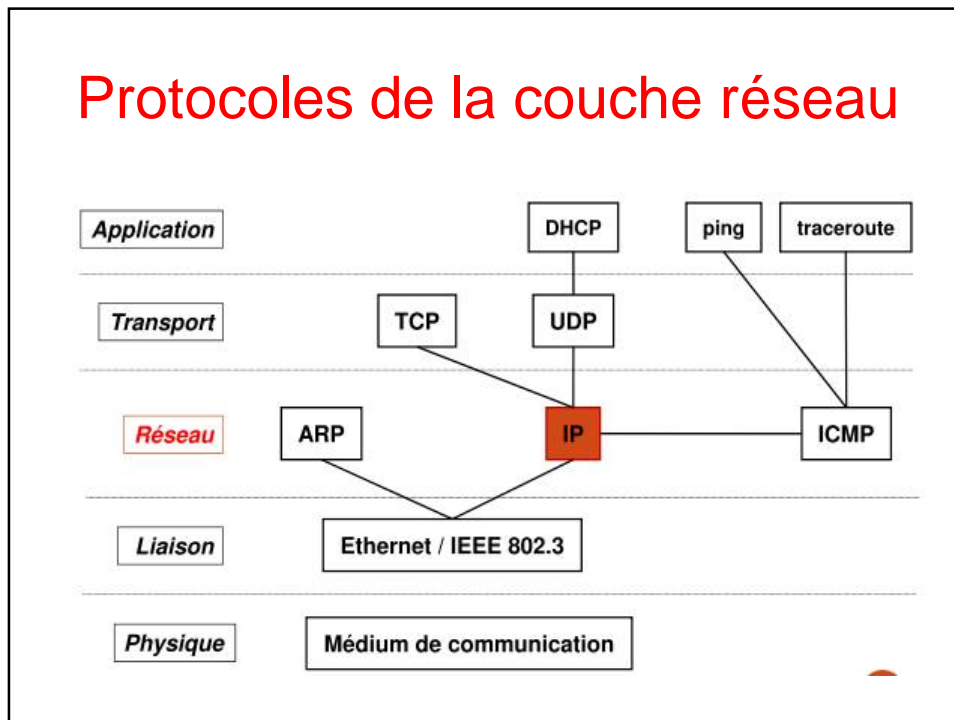 Protocoles de la couche réseau
Application
DHCP
ping
traceroute
Transport
TCP
UDP
Réseau
ARP
IP
ICMP
Liaison
Ethernet / IEEE 802.3
Physique
Médium de communication